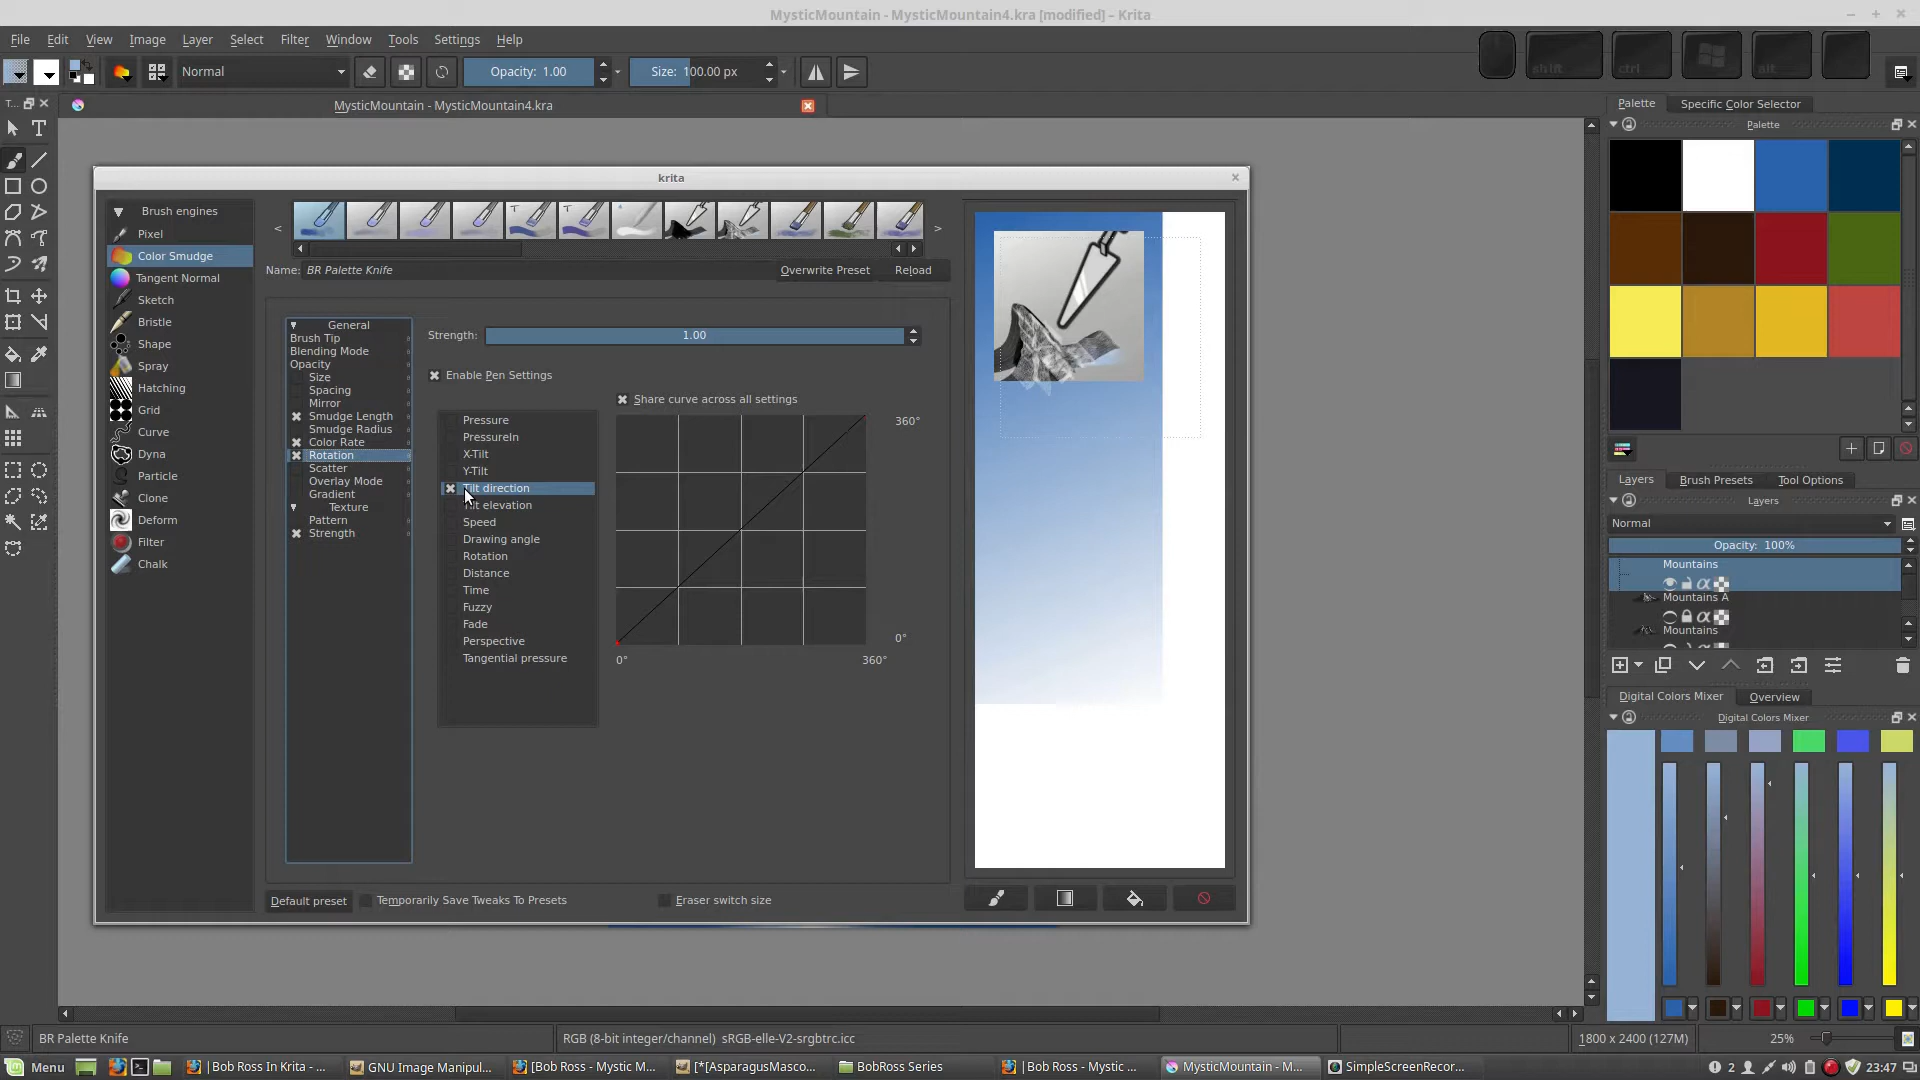 MysticMountain - MysticMountain4.kra [modified] – Krita
File Edit View Image Layer Select Filter Window Tools Settings Help
Normal Opacity: 1.00 Size: 100.00 px
shift ctrl alt
T...
MysticMountain - MysticMountain4.kra
Palette Specific Color Selector
Palette
krita
Brush engines
Pixel
Color Smudge
Tangent Normal
Sketch
Bristle
Shape
Spray
Hatching
Grid
Curve
Dyna
Particle
Clone
Deform
Filter
Chalk
< T T >
Name: BR Palette Knife Overwrite Preset Reload
General
Brush Tip
Blending Mode
Opacity
Size
Spacing
Mirror
Smudge Length
Smudge Radius
Color Rate
Rotation
Scatter
Overlay Mode
Gradient
Texture
Pattern
Strength
Strength: 1.00
Enable Pen Settings
Share curve across all settings
Pressure
PressureIn
X-Tilt
Y-Tilt
Tilt direction
Tilt elevation
Speed
Drawing angle
Rotation
Distance
Time
Fuzzy
Fade
Perspective
Tangential pressure
360°
0°
0° 360°
Default preset Temporarily Save Tweaks To Presets Eraser switch size
Layers Brush Presets Tool Options
Layers
Normal
Opacity: 100%
Mountains
Mountains A
Mountains
Digital Colors Mixer Overview
Digital Colors Mixer
BR Palette Knife RGB (8-bit integer/channel) sRGB-elle-V2-srgbtrc.icc 1800 x 2400 (127M) 25%
Menu |Bob Ross In Krita - ... GNU Image Manipul... [Bob Ross - Mystic M... [*[AsparagusMasco... BobRoss Series |Bob Ross - Mystic ... MysticMountain - M... SimpleScreenRecor... 2 23:47